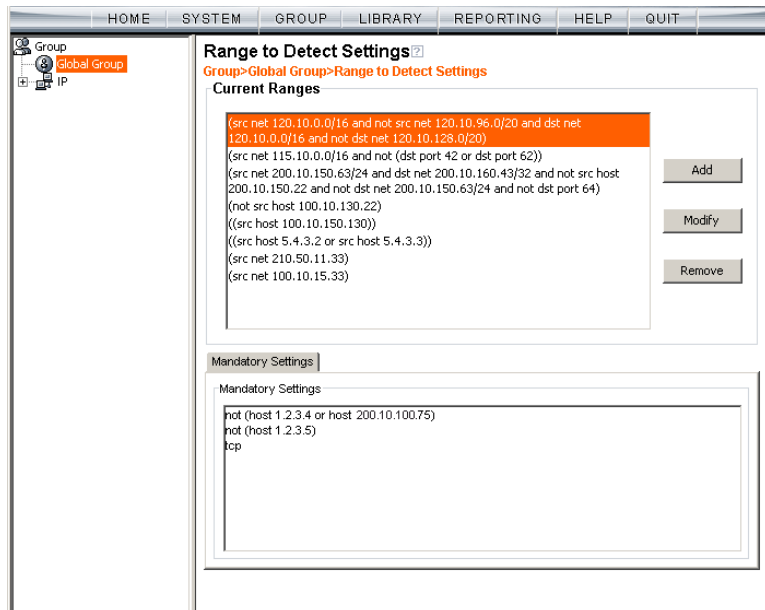 HOME SYSTEM GROUP LIBRARY REPORTING HELP QUIT
Group
Global Group
IP
Range to Detect Settings?
Group>Global Group>Range to Detect Settings
Current Ranges
(src net 120.10.0.0/16 and not src net 120.10.96.0/20 and dst net
120.10.0.0/16 and not dst net 120.10.128.0/20)
(src net 115.10.0.0/16 and not (dst port 42 or dst port 62))
(src net 200.10.150.63/24 and dst net 200.10.160.43/32 and not src host
200.10.150.22 and not dst net 200.10.150.63/24 and not dst port 64)
(not src host 100.10.130.22)
((src host 100.10.150.130))
((src host 5.4.3.2 or src host 5.4.3.3))
(src net 210.50.11.33)
(src net 100.10.15.33)
Add
Modify
Remove
Mandatory Settings
Mandatory Settings
not (host 1.2.3.4 or host 200.10.100.75)
not (host 1.2.3.5)
tcp